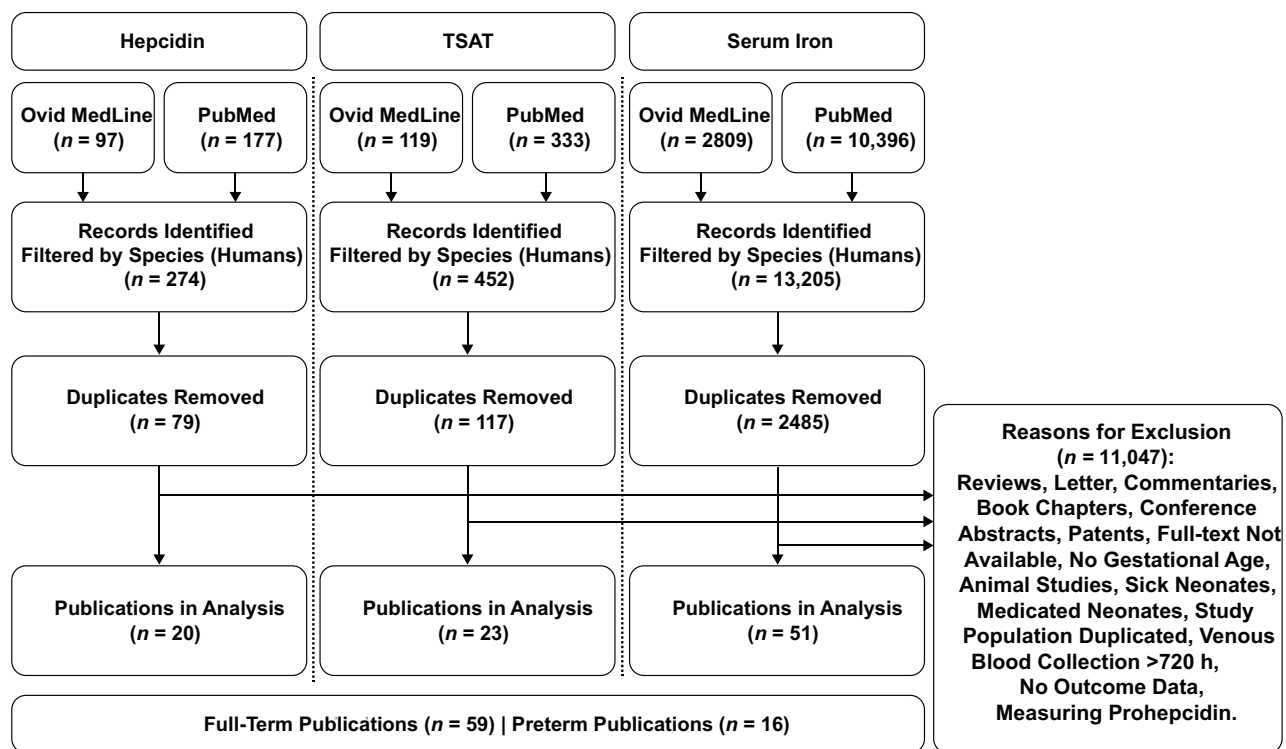 Hepcidin
TSAT
Serum Iron
Ovid MedLine
(n = 97)
PubMed
(n = 177)
Ovid MedLine
(n = 119)
PubMed
(n = 333)
Ovid MedLine
(n = 2809)
PubMed
(n = 10,396)
Records Identified
Filtered by Species (Humans)
(n = 274)
Records Identified
Filtered by Species (Humans)
(n = 452)
Records Identified
Filtered by Species (Humans)
(n = 13,205)
Duplicates Removed
(n = 79)
Duplicates Removed
(n = 117)
Duplicates Removed
(n = 2485)
Reasons for Exclusion
(n = 11,047):
Reviews, Letter, Commentaries,
Book Chapters, Conference
Abstracts, Patents, Full-text Not
Available, No Gestational Age,
Animal Studies, Sick Neonates,
Medicated Neonates, Study
Population Duplicated, Venous
Blood Collection >720 h,
No Outcome Data,
Measuring Prohepcidin.
Publications in Analysis
(n = 20)
Publications in Analysis
(n = 23)
Publications in Analysis
(n = 51)
Full-Term Publications (n = 59) | Preterm Publications (n = 16)